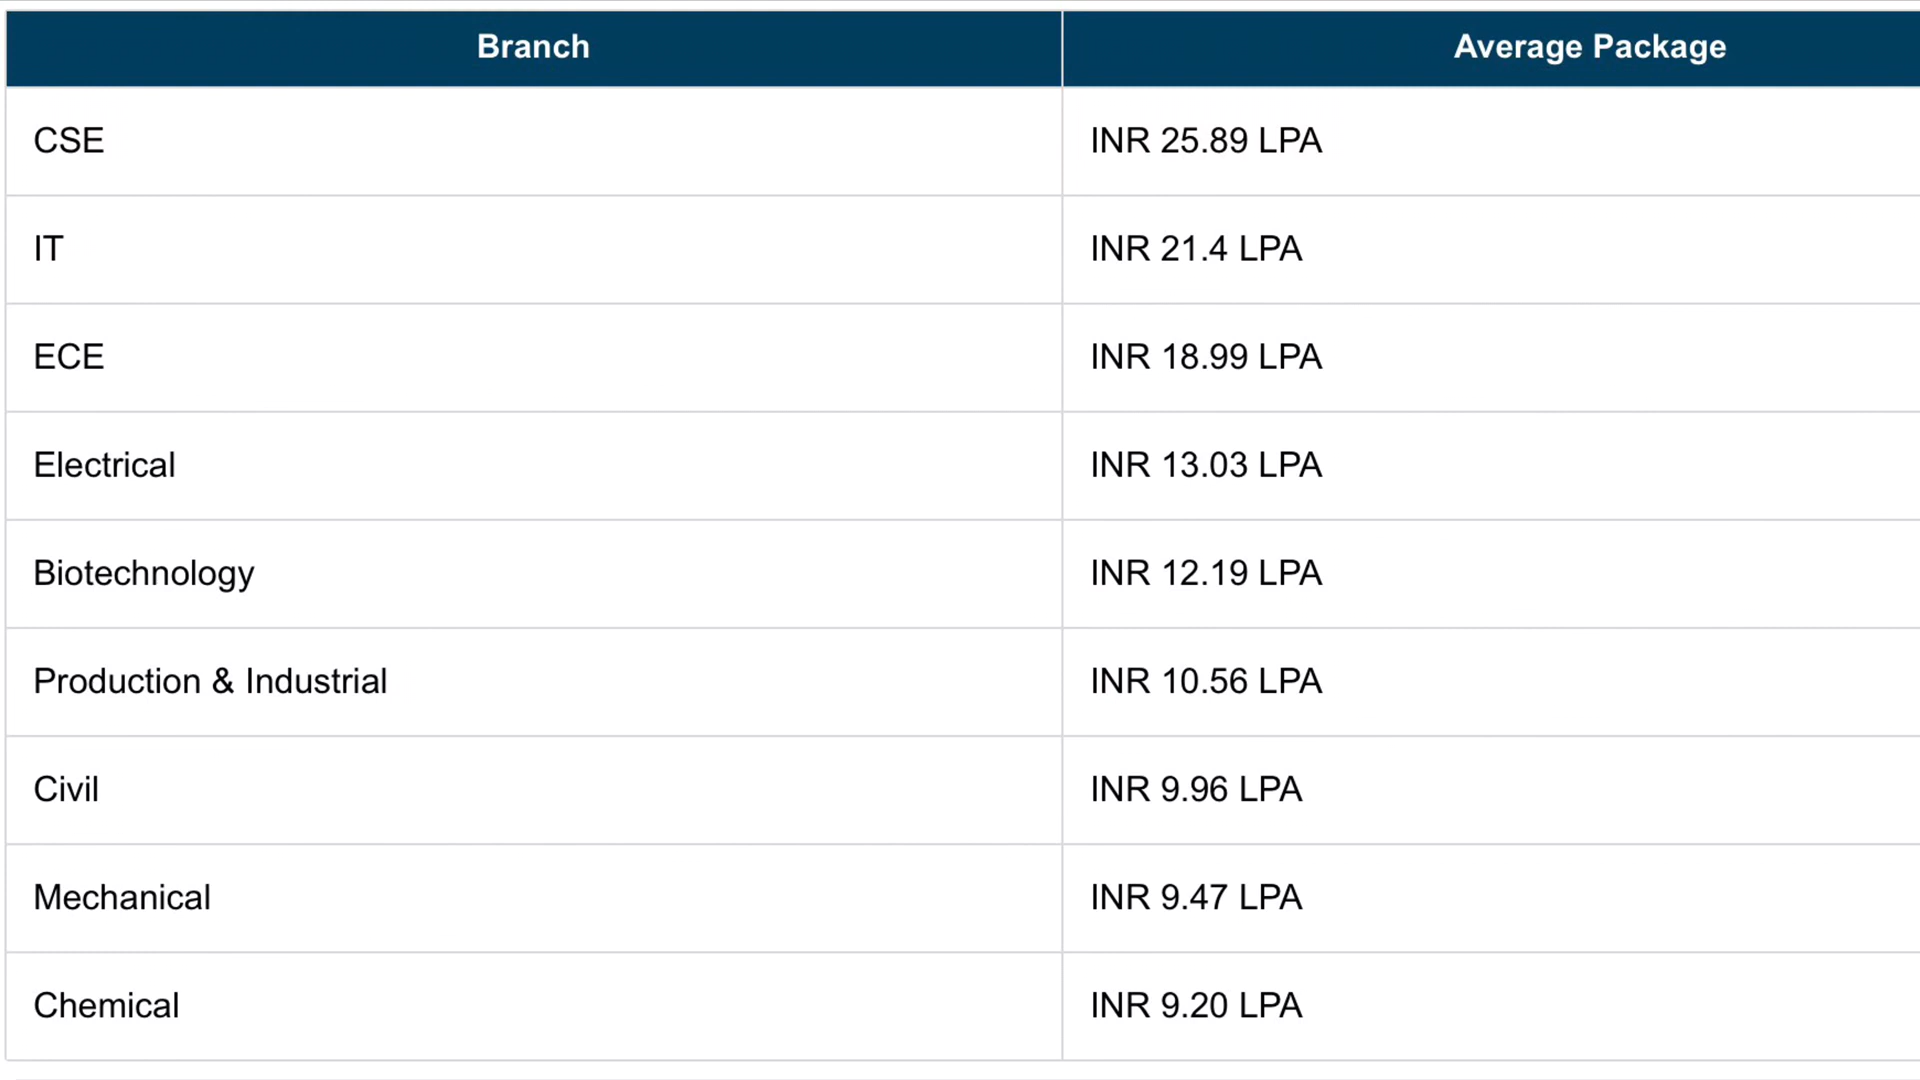 Branch Average Package
CSE INR 25.89 LPA
IT INR 21.4 LPA
ECE INR 18.99 LPA
Electrical INR 13.03 LPA
Biotechnology INR 12.19 LPA
Production & Industrial INR 10.56 LPA
Civil INR 9.96 LPA
Mechanical INR 9.47 LPA
Chemical INR 9.20 LPA